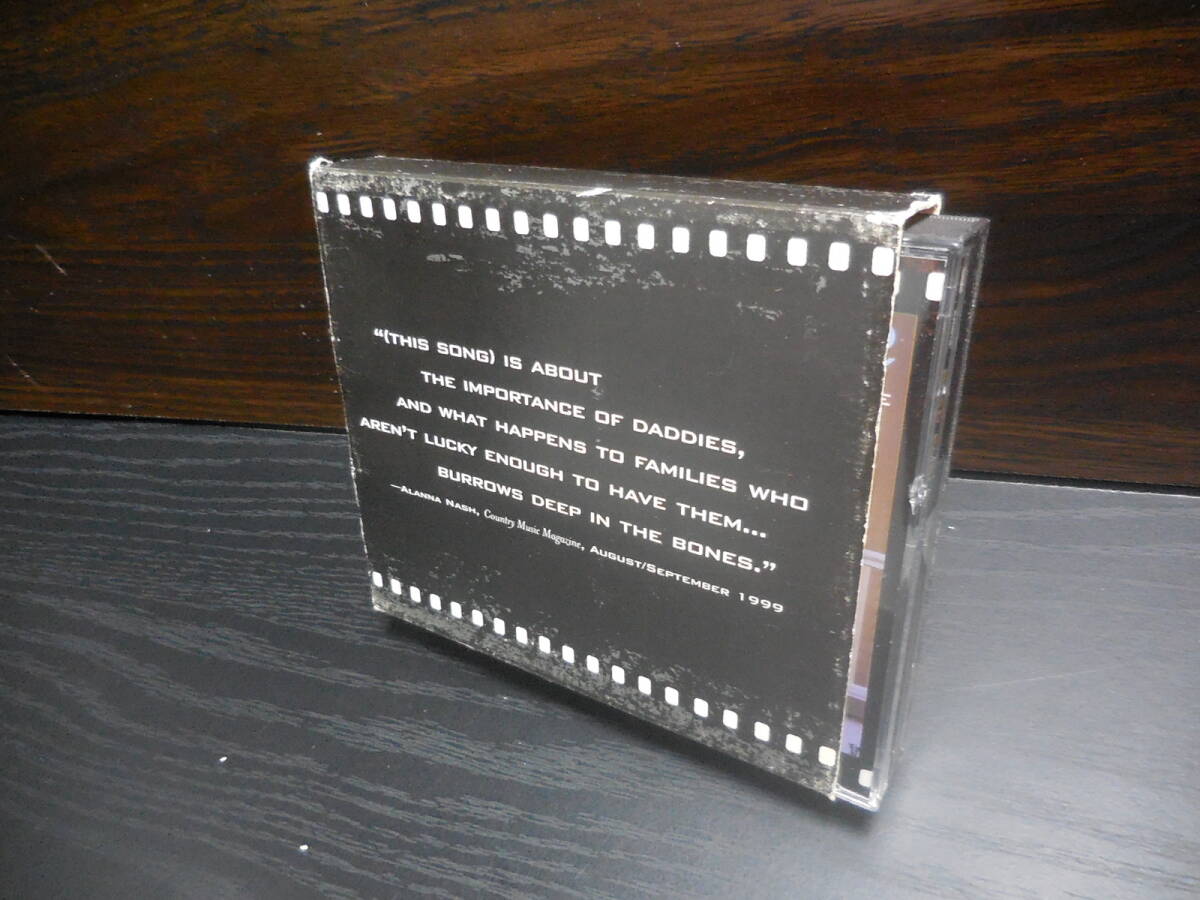 “(THIS SONG) IS ABOUT
THE IMPORTANCE OF DADDIES,
AND WHAT HAPPENS TO FAMILIES WHO
AREN’T LUCKY ENOUGH TO HAVE THEM...
BURROWS DEEP IN THE BONES.”
—ALANNA NASH, Country Music Magazine, AUGUST/SEPTEMBER 1999